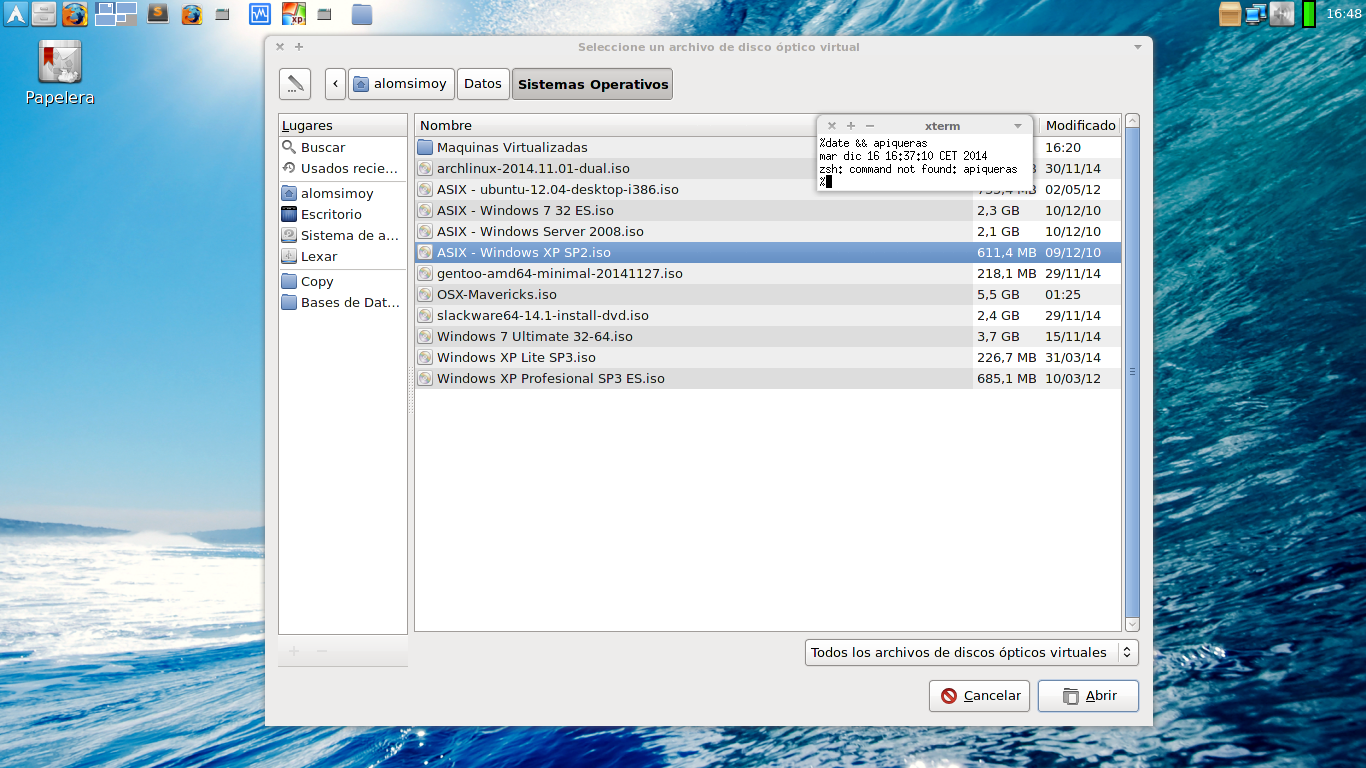 xp
16:48
Papelera
Seleccione un archivo de disco óptico virtual
alomsimoy
Datos
Sistemas Operativos
Lugares
Buscar
Usados recie...
alomsimoy
Escritorio
Sistema de a...
Lexar
Copy
Bases de Dat...
Nombre
Modificado
Maquinas Virtualizadas 16:20
archlinux-2014.11.01-dual.iso 30/11/14
ASIX - ubuntu-12.04-desktop-i386.iso 02/05/12
ASIX - Windows 7 32 ES.iso 2,3 GB 10/12/10
ASIX - Windows Server 2008.iso 2,1 GB 10/12/10
ASIX - Windows XP SP2.iso 611,4 MB 09/12/10
gentoo-amd64-minimal-20141127.iso 218,1 MB 29/11/14
OSX-Mavericks.iso 5,5 GB 01:25
slackware64-14.1-install-dvd.iso 2,4 GB 29/11/14
Windows 7 Ultimate 32-64.iso 3,7 GB 15/11/14
Windows XP Lite SP3.iso 226,7 MB 31/03/14
Windows XP Profesional SP3 ES.iso 685,1 MB 10/03/12
xterm
%date && apiqueras
mar dic 16 16:37:10 CET 2014
zsh: command not found: apiqueras
%
Todos los archivos de discos ópticos virtuales
Cancelar
Abrir